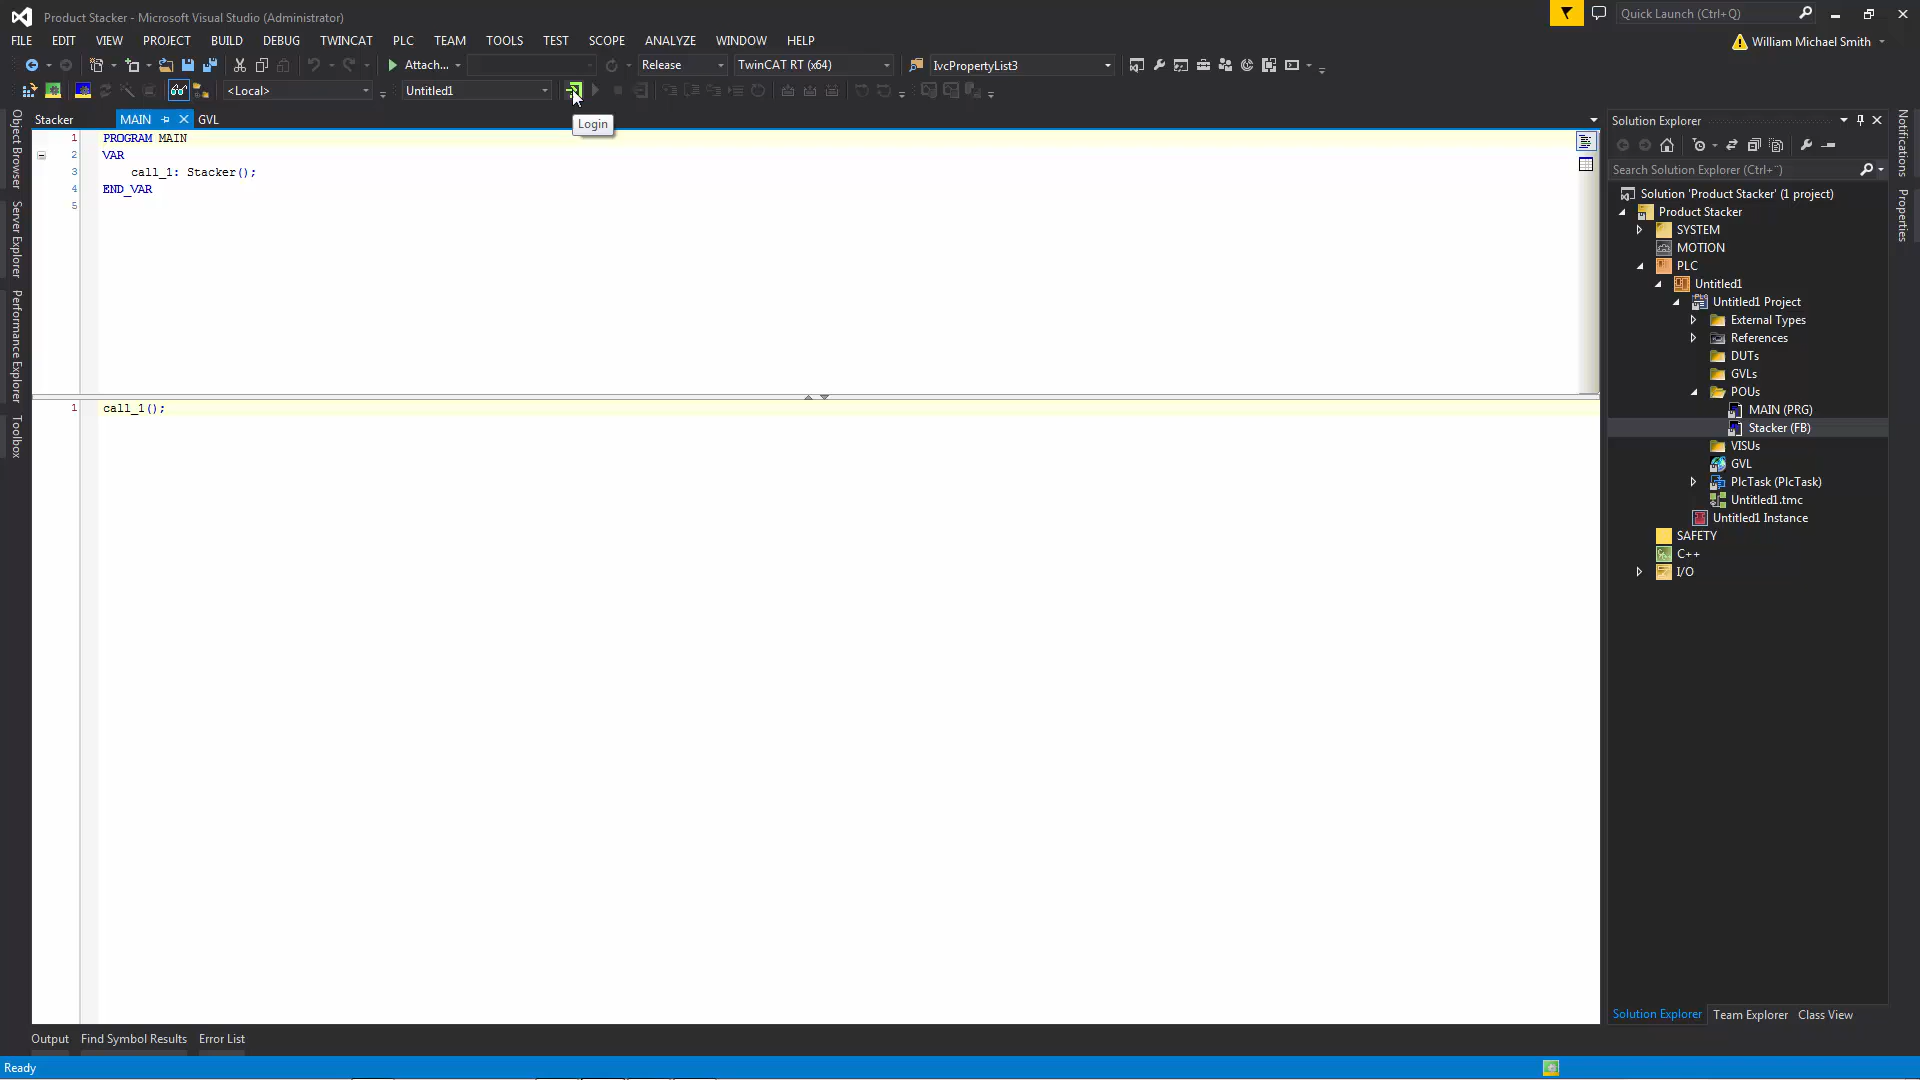 Product Stacker - Microsoft Visual Studio (Administrator)
Quick Launch (Ctrl+Q)
FILE EDIT VIEW PROJECT BUILD DEBUG TWINCAT PLC TEAM TOOLS TEST SCOPE ANALYZE WINDOW HELP
William Michael Smith
Attach... Release TwinCAT RT (x64) IvcPropertyList3
<Local> Untitled1
Login
Stacker MAIN GVL
1 PROGRAM MAIN
2 VAR
3 call_1: Stacker();
4 END_VAR
5
1 call_1();
Object Browser
Server Explorer
Performance Explorer
Toolbox
Solution Explorer
Search Solution Explorer (Ctrl+¨)
Solution 'Product Stacker' (1 project)
Product Stacker
SYSTEM
MOTION
PLC
Untitled1
Untitled1 Project
External Types
References
DUTs
GVLs
POUs
MAIN (PRG)
Stacker (FB)
VISUs
GVL
PlcTask (PlcTask)
Untitled1.tmc
Untitled1 Instance
SAFETY
C++
I/O
Notifications
Properties
Solution Explorer Team Explorer Class View
Output Find Symbol Results Error List
Ready